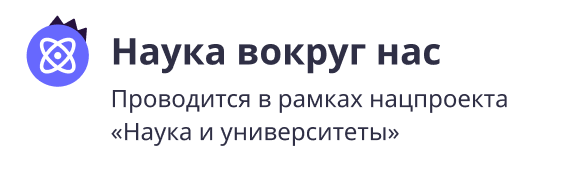 Наука вокруг нас
Проводится в рамках нацпроекта
«Наука и университеты»